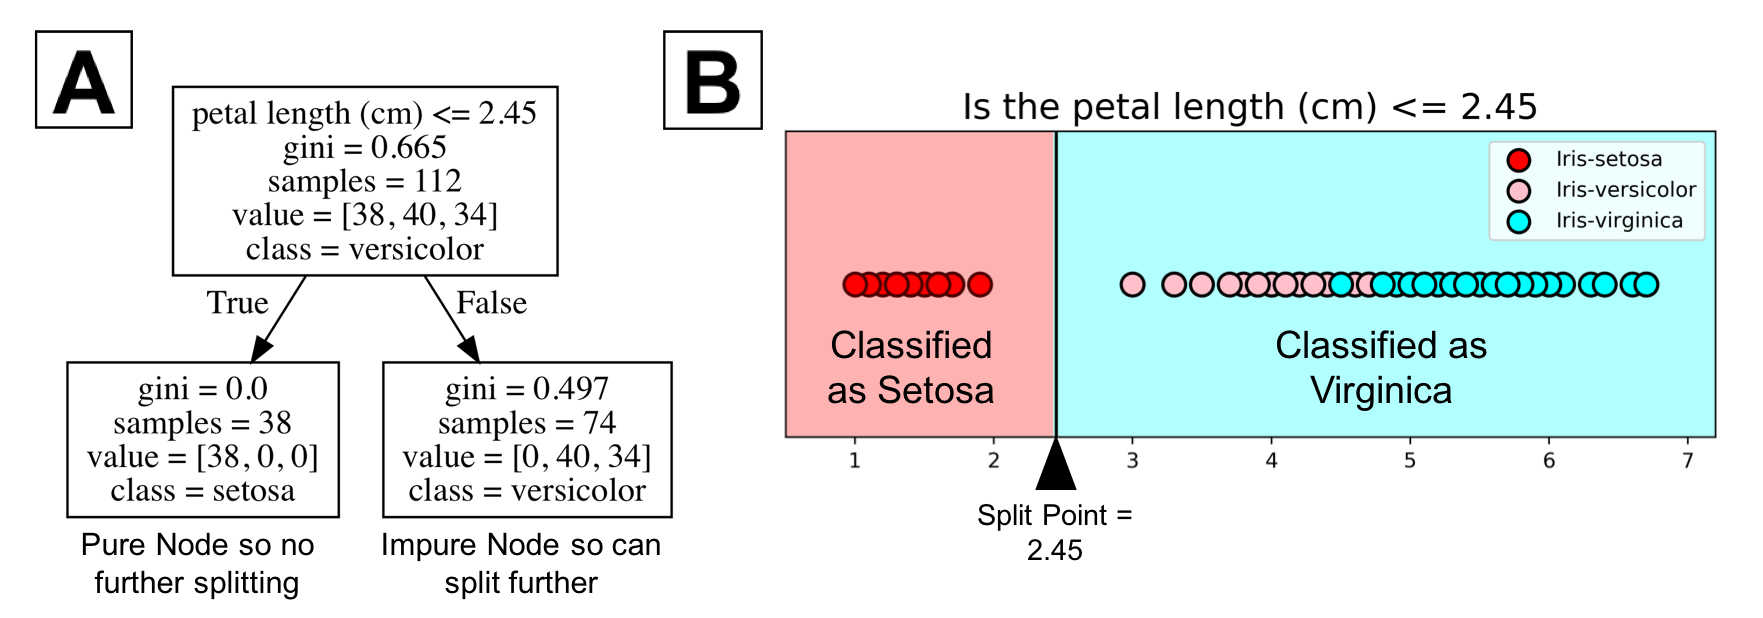 A
petal length (cm) <= 2.45
gini = 0.665
samples = 112
value = [38, 40, 34]
class = versicolor
True
False
gini = 0.0
samples = 38
value = [38, 0, 0]
class = setosa
gini = 0.497
samples = 74
value = [0, 40, 34]
class = versicolor
Pure Node so no
further splitting
Impure Node so can
split further
B
Is the petal length (cm) <= 2.45
Iris-setosa
Iris-versicolor
Iris-virginica
Classified
as Setosa
Classified as
Virginica
1 2 3 4 5 6 7
Split Point =
2.45